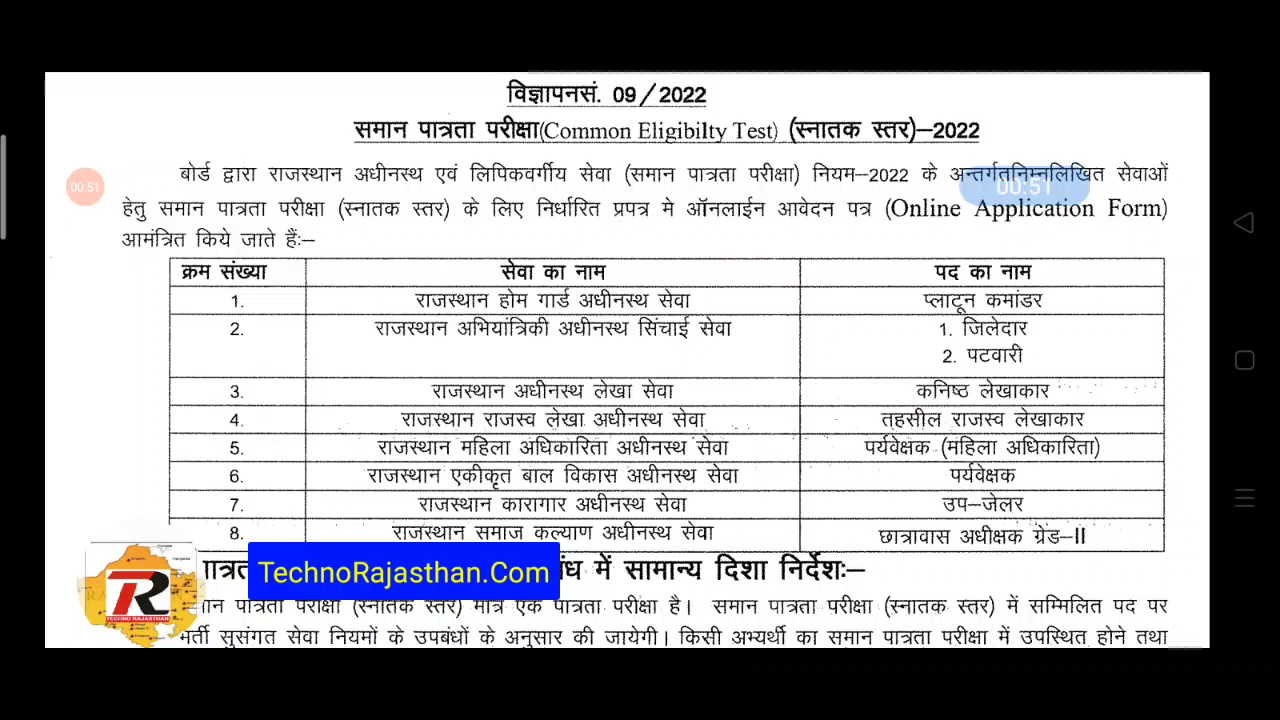 विज्ञापनसं. 09/2022
समान पात्रता परीक्षा(Common Eligibilty Test) (स्नातक स्तर)–2022
बोर्ड द्वारा राजस्थान अधीनस्थ एवं लिपिकवर्गीय सेवा (समान पात्रता परीक्षा) नियम–2022 के अन्तर्गतनिम्नलिखित सेवाओं
00:51
00:51
हेतु समान पात्रता परीक्षा (स्नातक स्तर) के लिए निर्धारित प्रपत्र मे ऑनलाईन आवेदन पत्र (Online Application Form)
आमंत्रित किये जाते हैं:–
क्रम संख्या सेवा का नाम पद का नाम
1. राजस्थान होम गार्ड अधीनस्थ सेवा प्लाटून कमांडर
2. राजस्थान अभियांत्रिकी अधीनस्थ सिंचाई सेवा 1. जिलेदार
2. पटवारी
3. राजस्थान अधीनस्थ लेखा सेवा कनिष्ठ लेखाकार
4. राजस्थान राजस्व लेखा अधीनस्थ सेवा तहसील राजस्व लेखाकार
5. राजस्थान महिला अधिकारिता अधीनस्थ सेवा पर्यवेक्षक (महिला अधिकारिता)
6. राजस्थान एकीकृत बाल विकास अधीनस्थ सेवा पर्यवेक्षक
7. राजस्थान कारागार अधीनस्थ सेवा उप–जेलर
8. राजस्थान समाज कल्याण अधीनस्थ सेवा छात्रावास अधीक्षक ग्रेड–II
TechnoRajasthan.Com
में सामान्य दिशा निर्देशः–
पात्रता परीक्षा (स्नातक स्तर) मात्र एक पात्रता परीक्षा है। समान पात्रता परीक्षा (स्नातक स्तर) में सम्मिलित पद पर
भर्ती सुसंगत सेवा नियमों के उपबंधों के अनुसार की जायेगी। किसी अभ्यर्थी का समान पात्रता परीक्षा में उपस्थित होने तथा
TECHNO RAJASTHAN